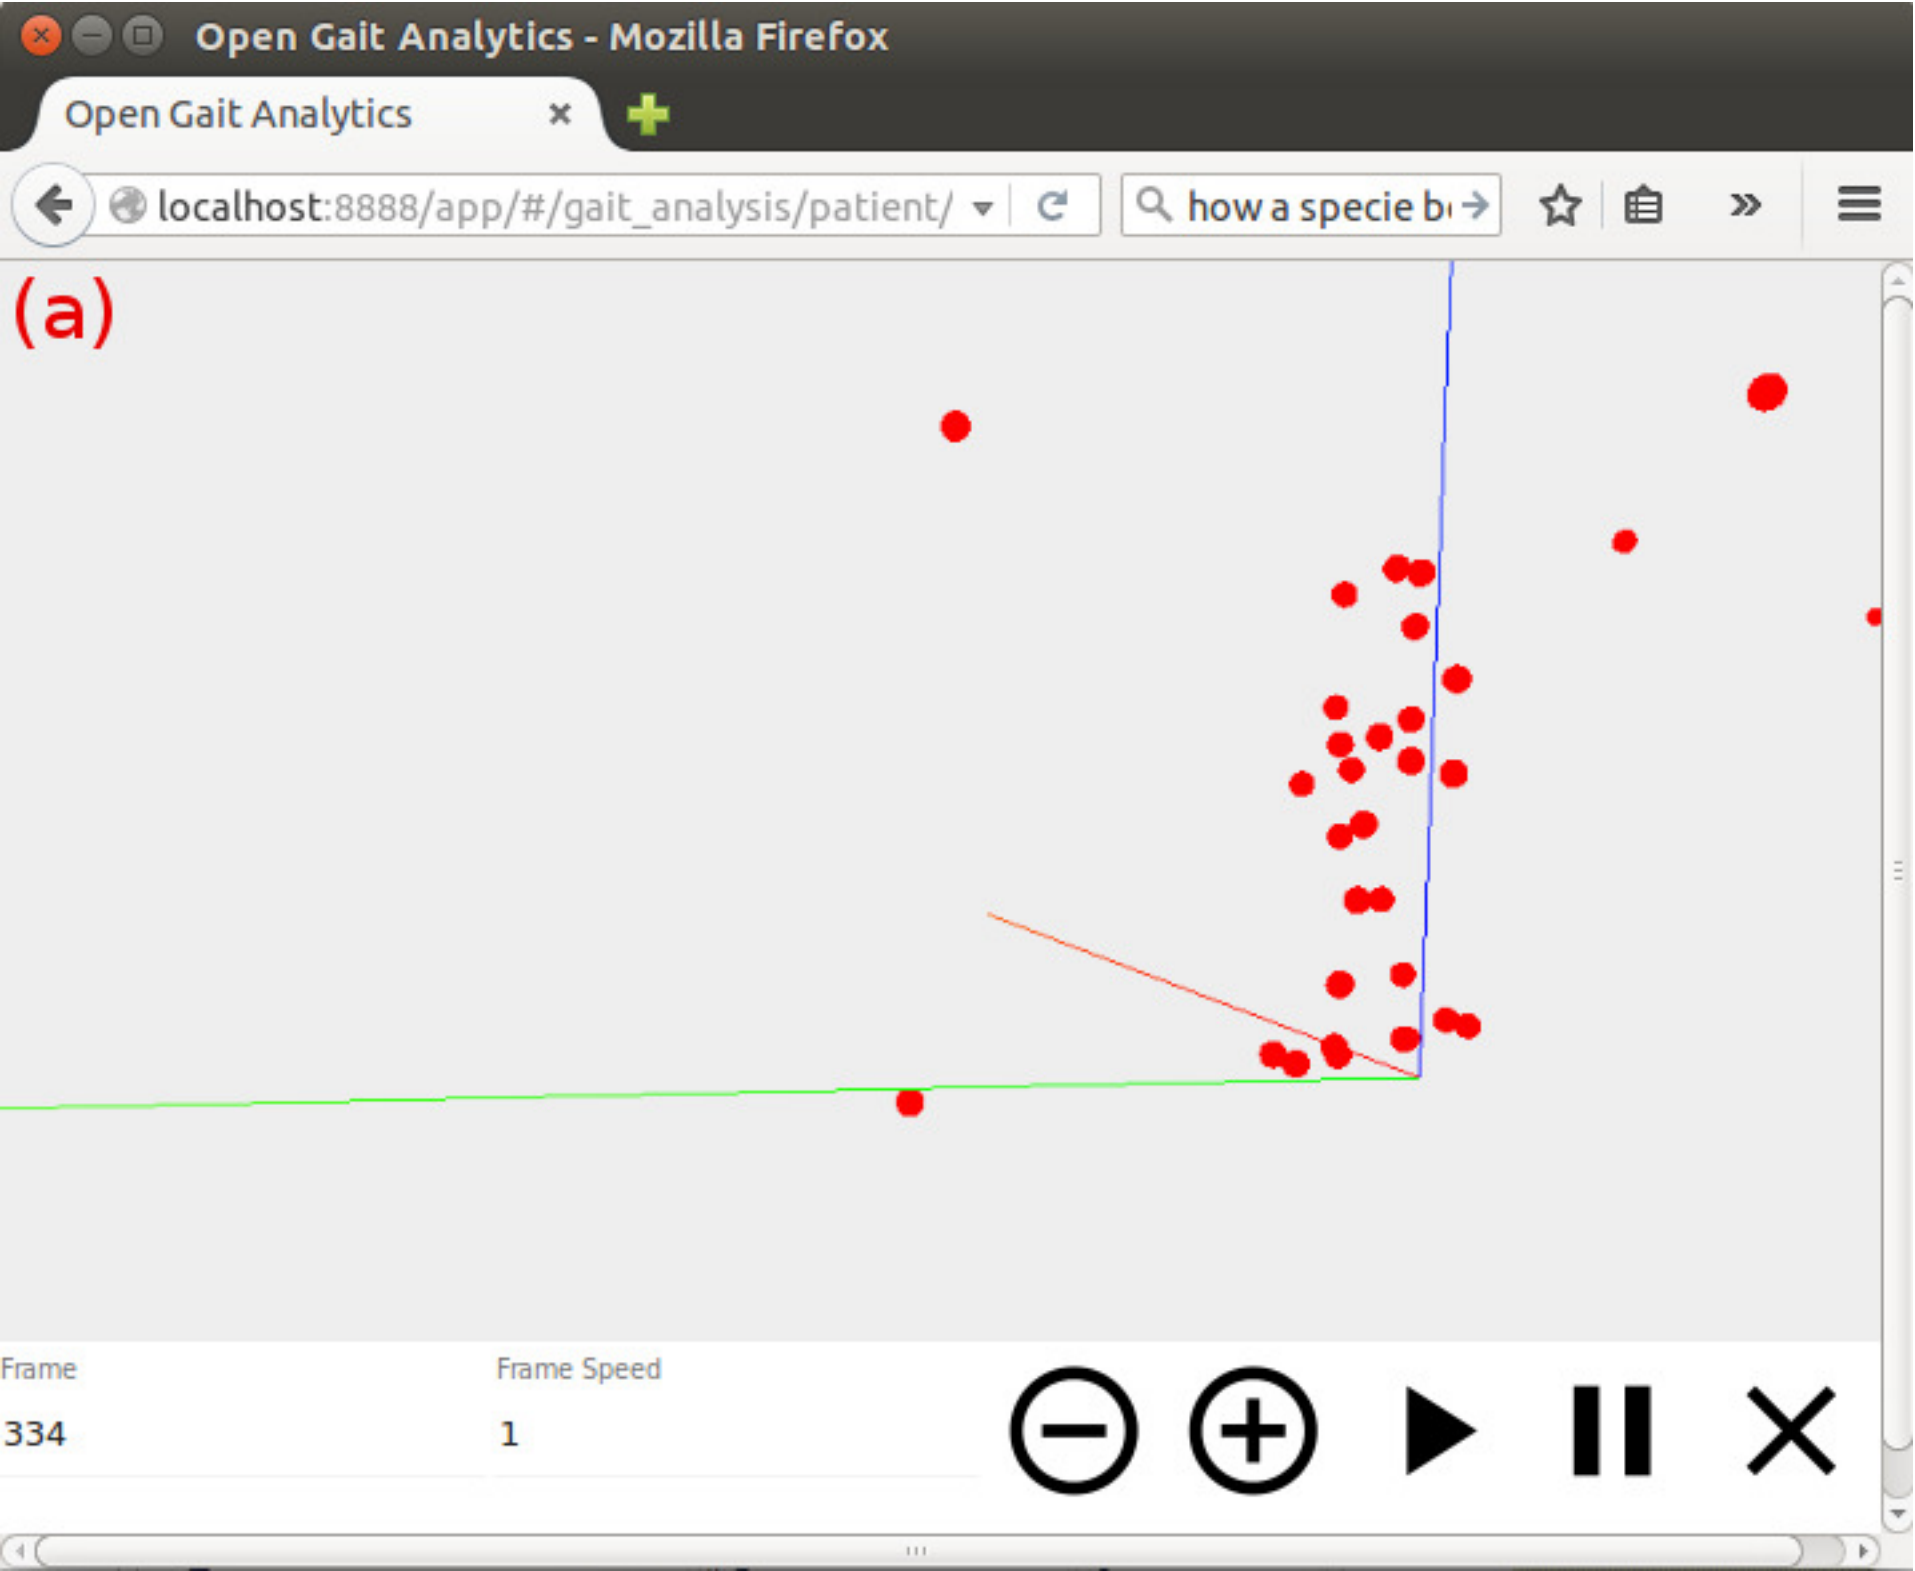 Open Gait Analytics - Mozilla Firefox
Open Gait Analytics
localhost:8888/app/#/gait_analysis/patient/
how a specie
(a)
Frame
Frame Speed
334
1